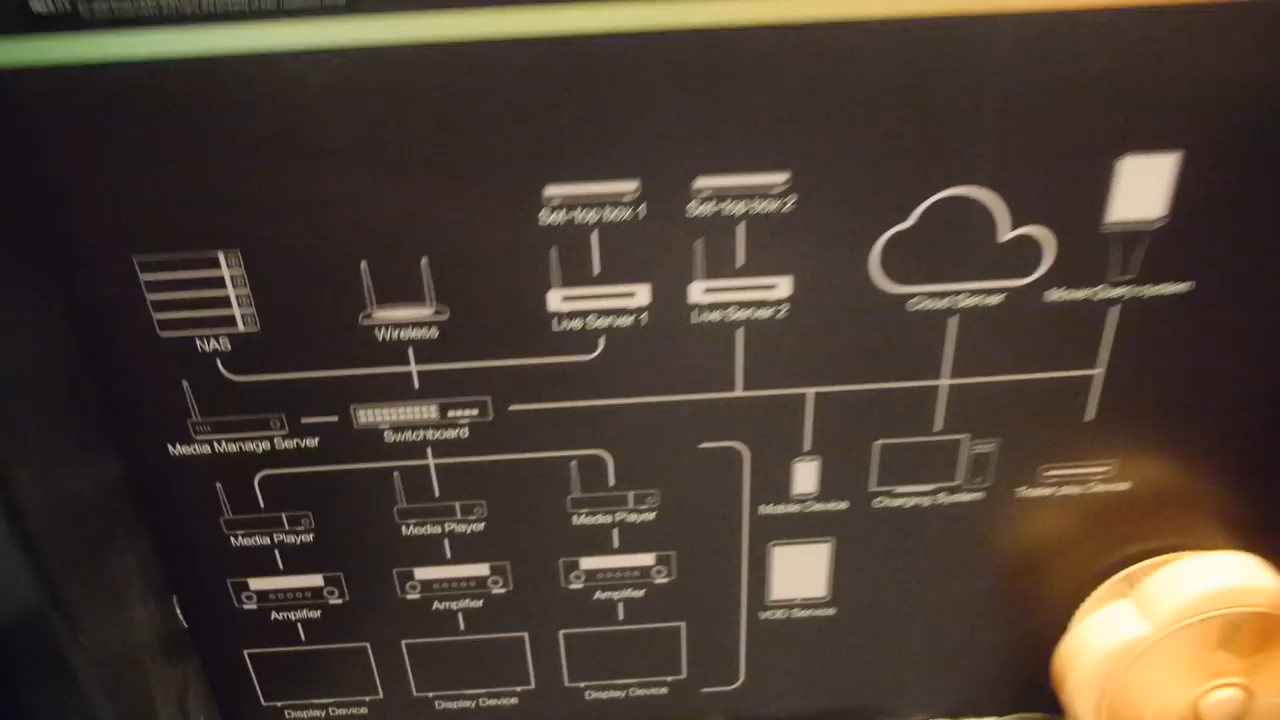 Set-top box 1
Set-top box 2
NAS
Wireless
Live Server 1
Live Server 2
Cloud Server
Media Manage Server
Switchboard
Media Player
Media Player
Media Player
Mobile Device
Charging System
Amplifier
Amplifier
Amplifier
VOD Service
Display Device
Display Device
Display Device